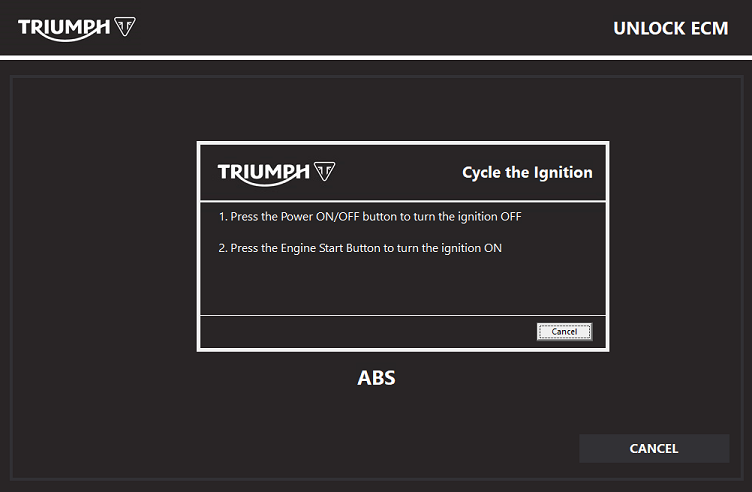 TRIUMPH
UNLOCK ECM
TRIUMPH
Cycle the Ignition
1. Press the Power ON/OFF button to turn the ignition OFF
2. Press the Engine Start Button to turn the ignition ON
Cancel
ABS
CANCEL